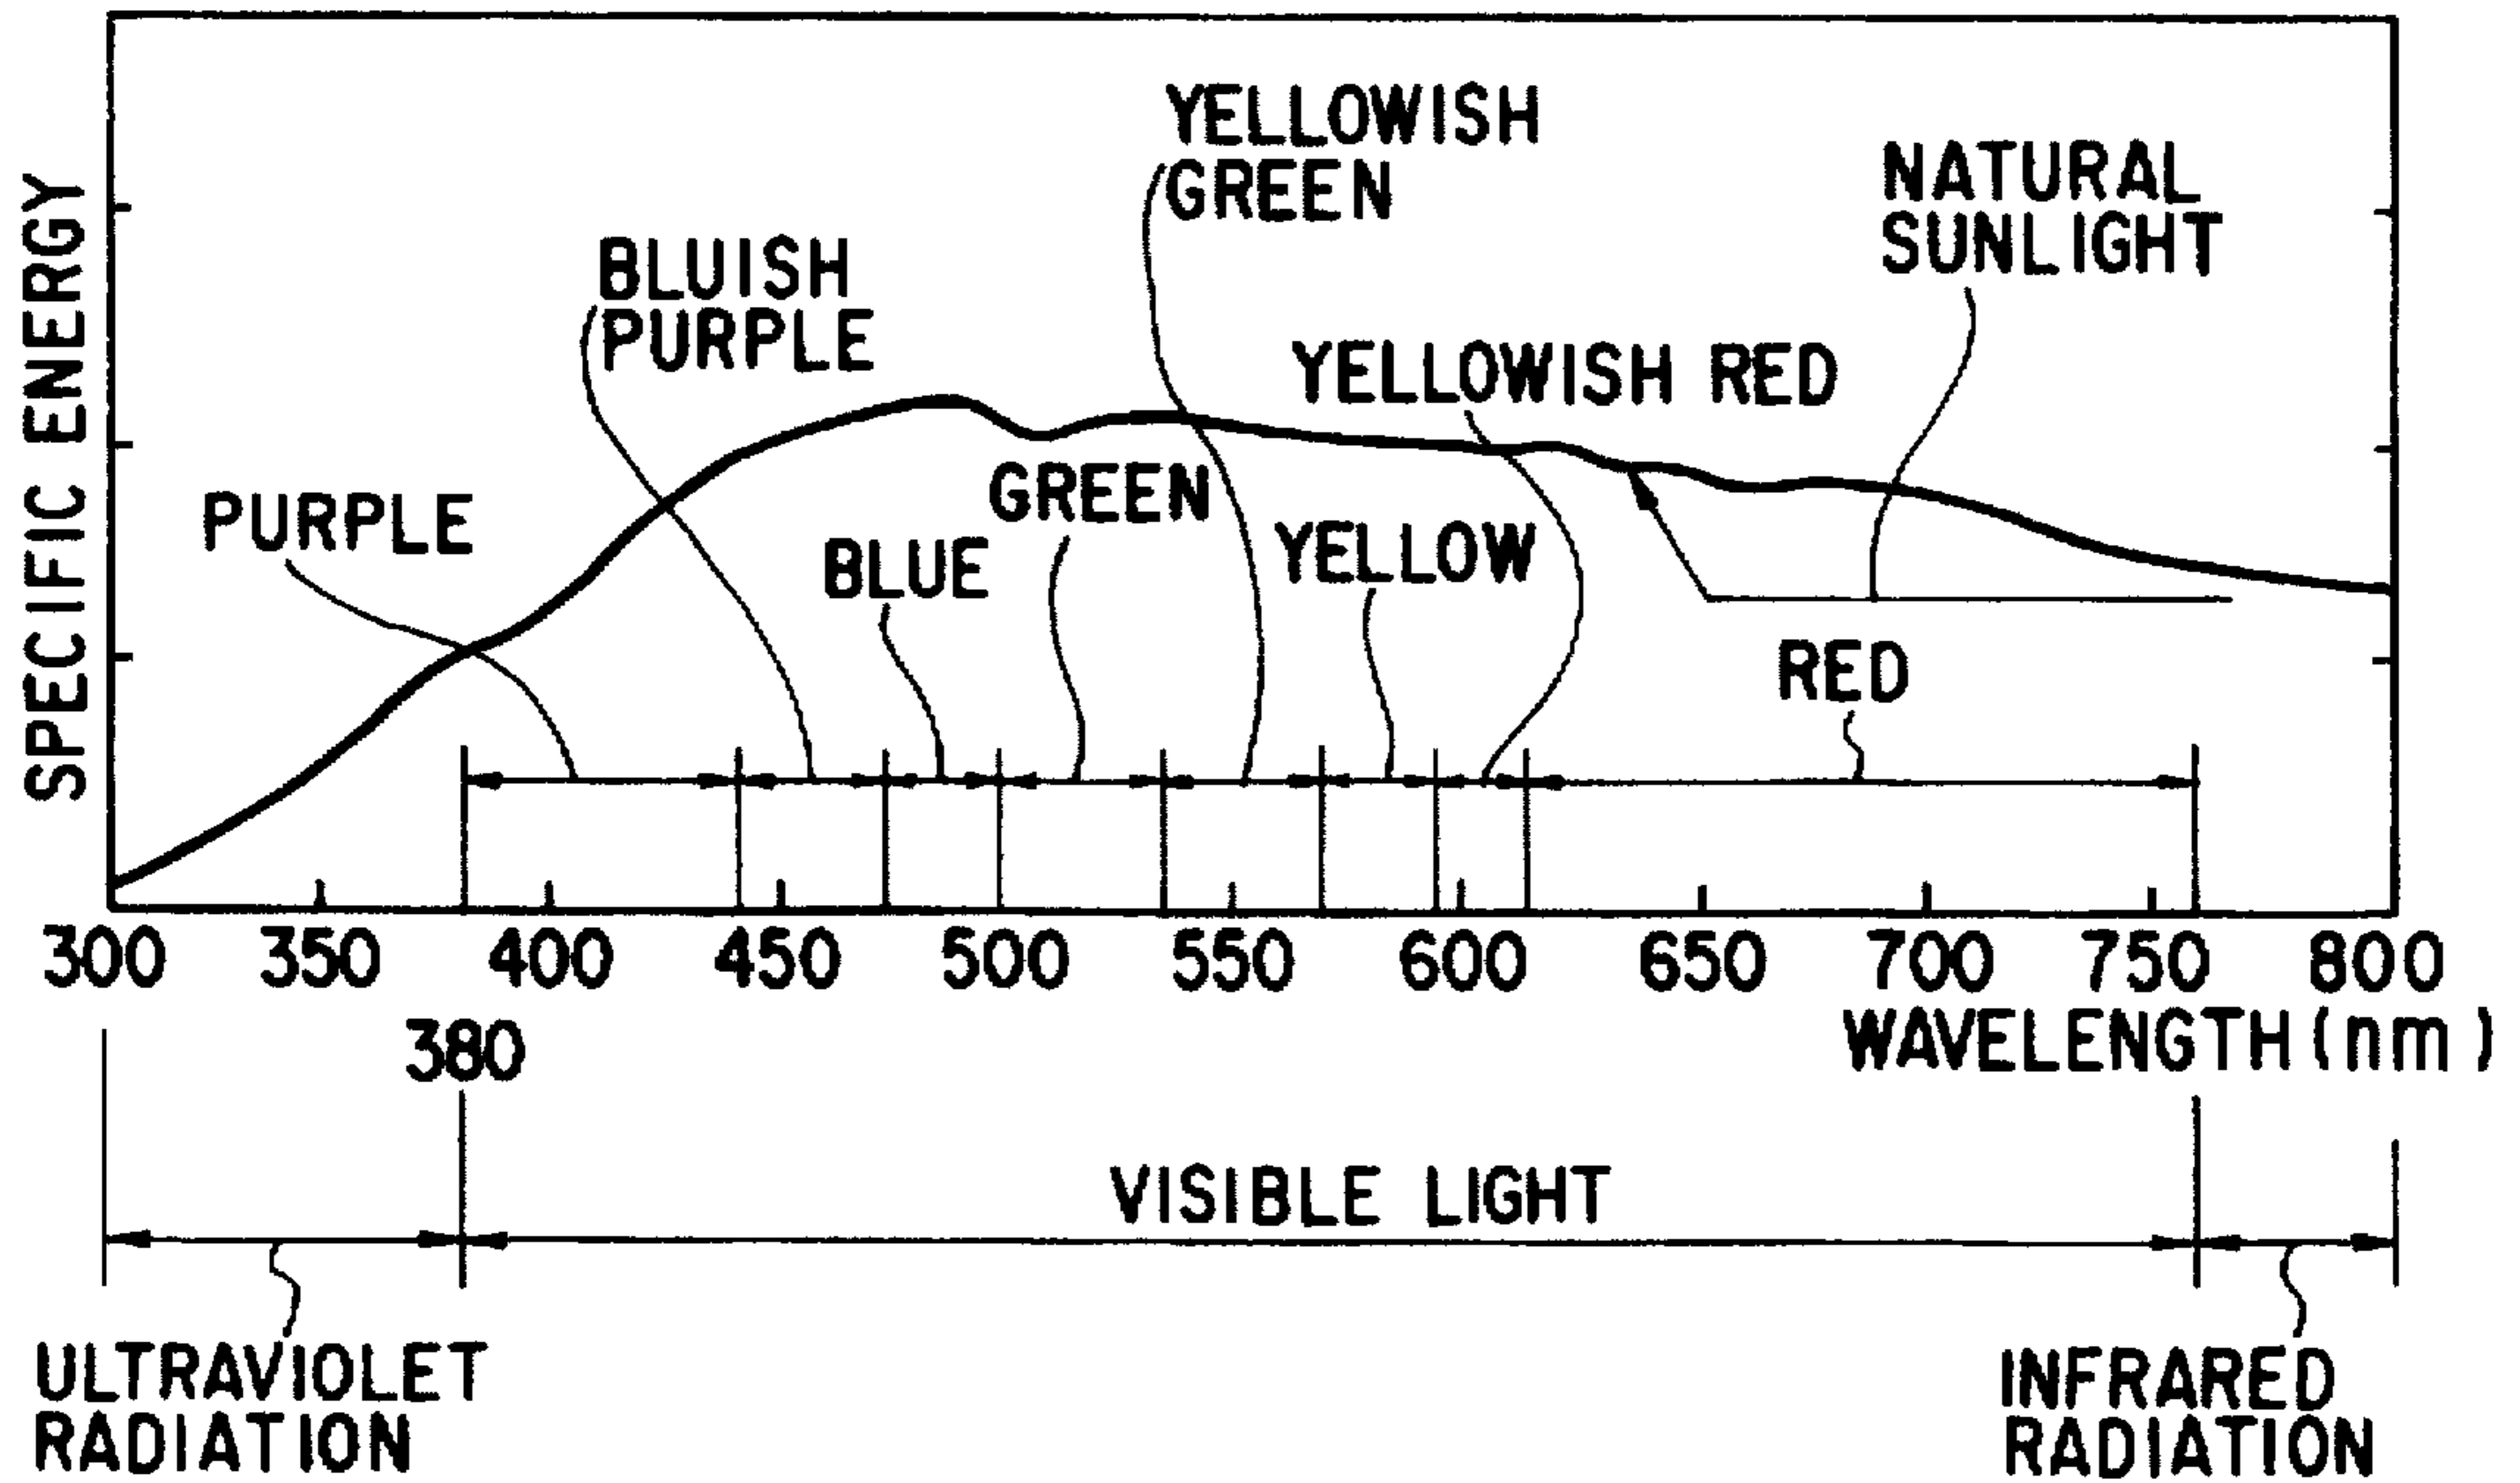 YELLOWISH
GREEN
NATURAL
SUNLIGHT
BLUISH
PURPLE
YELLOWISH RED
SPECIFIC ENERGY
GREEN
PURPLE
BLUE
YELLOW
RED
300 350 400 450 500 550 600 650 700 750 800
380
WAVELENGTH (nm)
VISIBLE LIGHT
ULTRAVIOLET
RADIATION
INFRARED
RADIATION